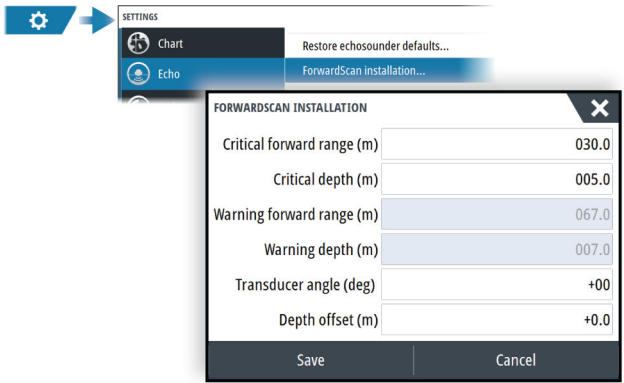 SETTINGS
Chart
Restore echosounder defaults...
Echo
ForwardScan installation...
FORWARDSCAN INSTALLATION
Critical forward range (m) 030.0
Critical depth (m) 005.0
Warning forward range (m) 067.0
Warning depth (m) 007.0
Transducer angle (deg) +00
Depth offset (m) +0.0
Save Cancel